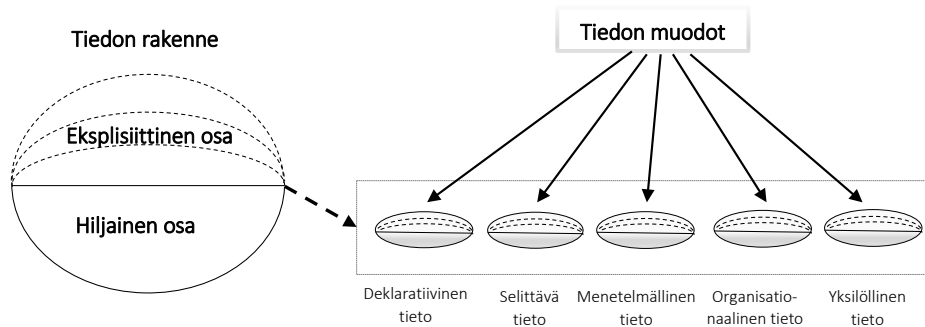 Tiedon rakenne
Eksplisiittinen osa
Hiljainen osa
Tiedon muodot
Deklaratiivinen
tieto
Selittävä
tieto
Menetelmällinen
tieto
Organisatio-
naalinen tieto
Yksilöllinen
tieto